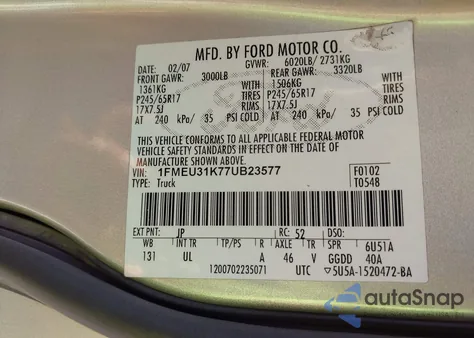 MFD. BY FORD MOTOR CO.
DATE: 02/07 GVWR: 6020LB/ 2731KG
FRONT GAWR: 3000LB REAR GAWR: 3320LB
1361KG WITH 1506KG WITH
P245/65R17 TIRES P245/65R17 TIRES
17X7.5J RIMS 17X7.5J RIMS
AT 240 kPa/ 35 PSI COLD AT 240 kPa/ 35 PSI COLD
THIS VEHICLE CONFORMS TO ALL APPLICABLE FEDERAL MOTOR
VEHICLE SAFETY STANDARDS IN EFFECT ON THE DATE OF
MANUFACTURE SHOWN ABOVE.
VIN: 1FMEU31K77UB23577 F0102
TYPE: Truck T0548
EXT PNT: JP RC: 52 DSO:
WB INT TR TP/PS R AXLE TR SPR 6U51A
131 UL A 46 V GGDD 40A
1200702235071 UTC ▽5U5A-1520472-BA
autoSnap